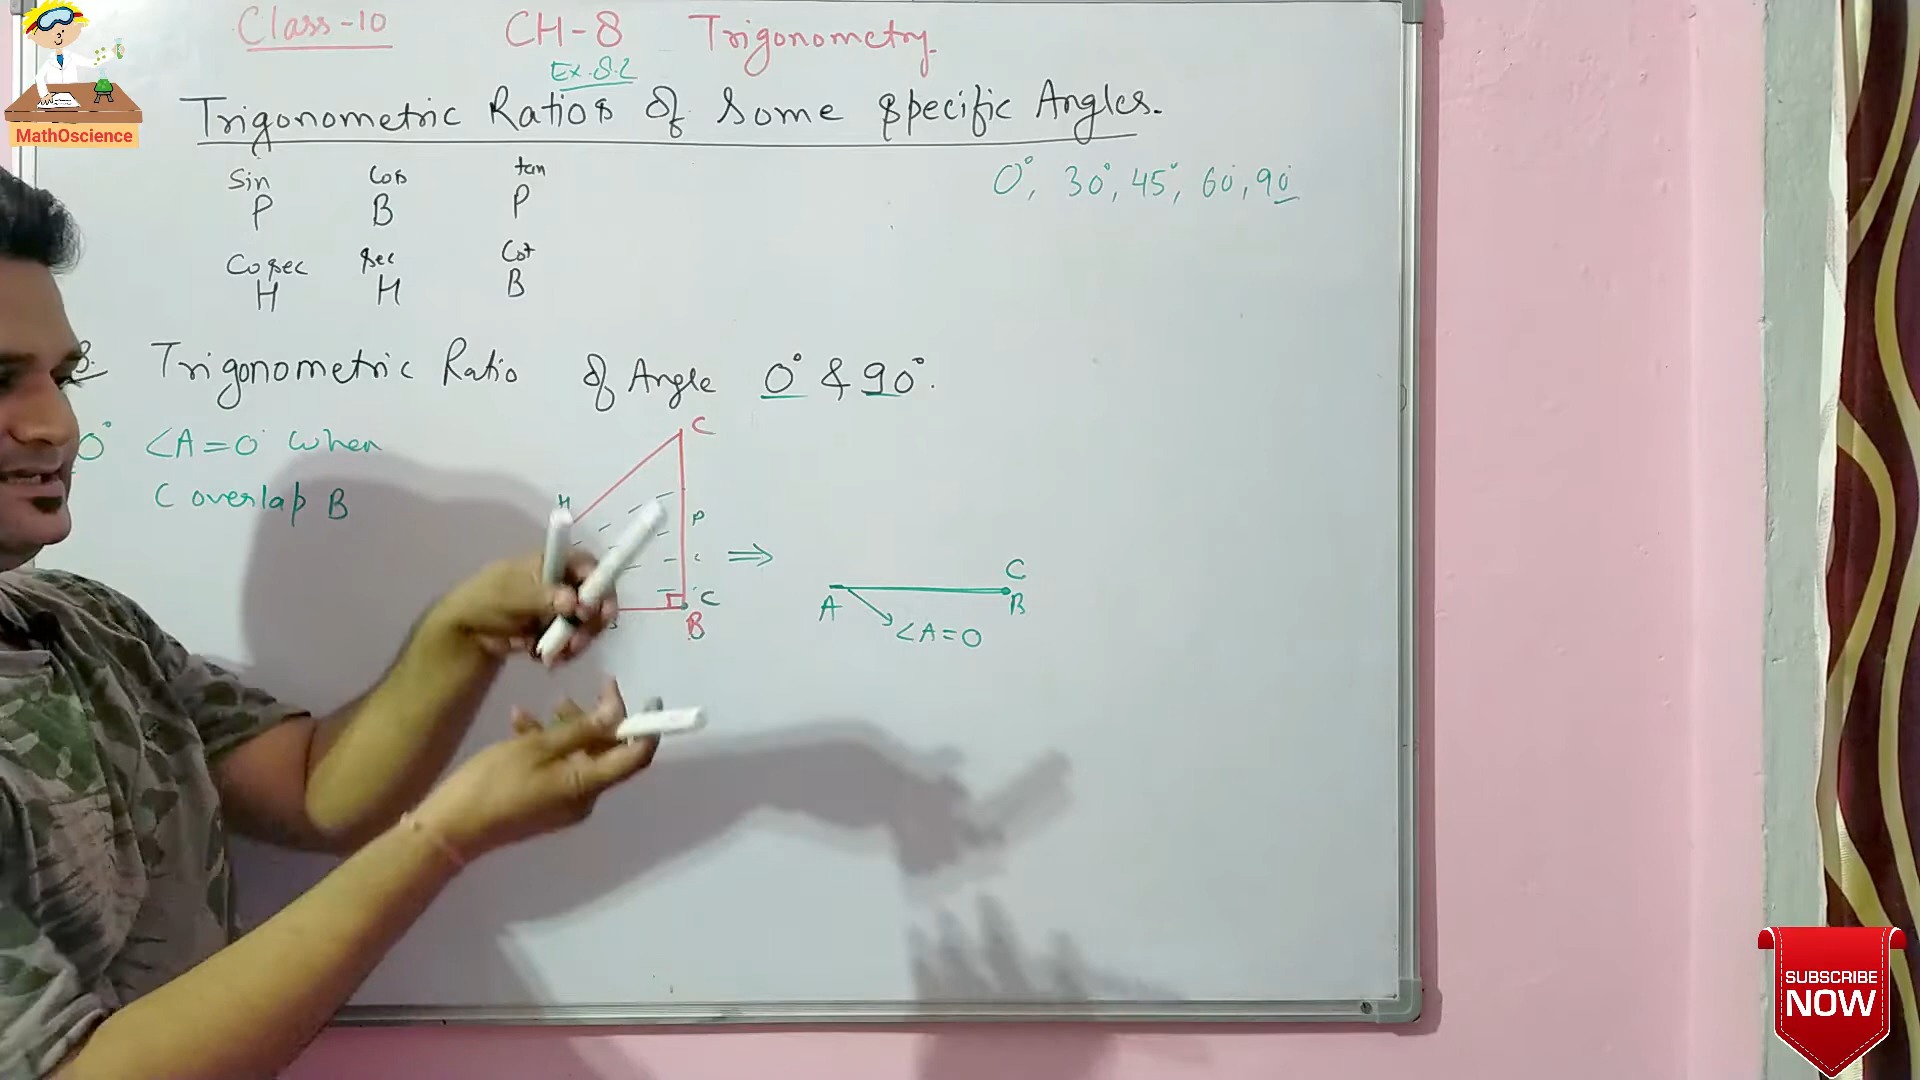 Class-10 CH-8 Trigonometry.
Ex. 8.2
Trigonometric Ratios of Some Specific Angles.
MathOscience
0°, 30°, 45°, 60°, 90°
Sin Cos tan
P B P
Cosec Sec Cot
H H B
3. Trigonometric Ratio of Angle 0° & 90°.
0° ∠A=0° when
C overlap B
C
H
P
C
B
⇒
C
A B
∠A=0
SUBSCRIBE
NOW